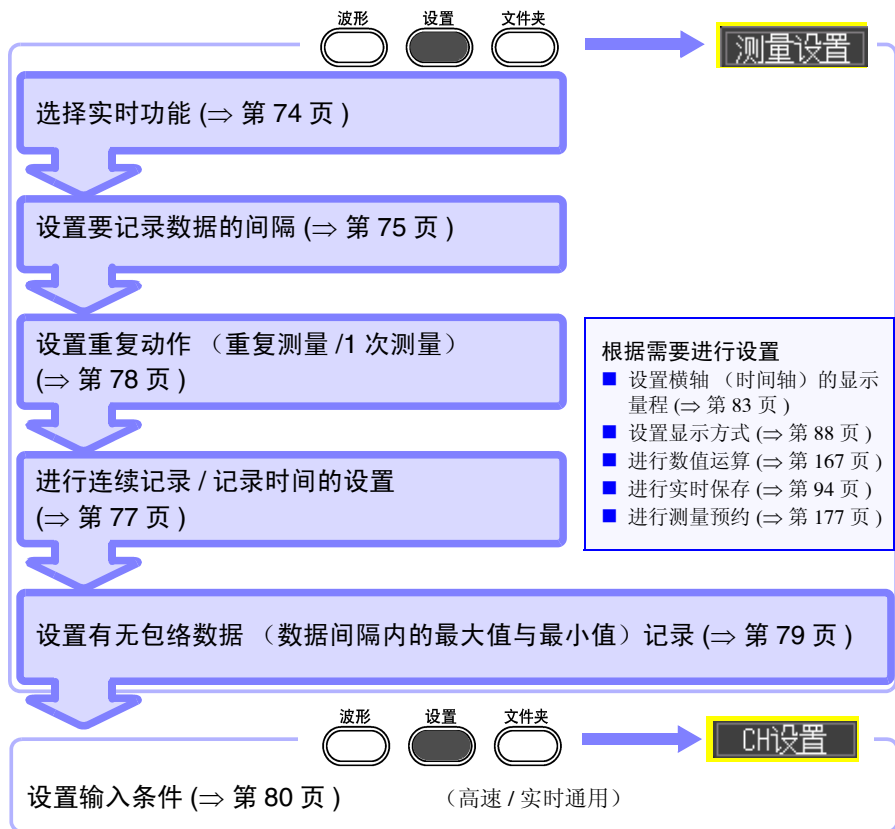 波形 设置 文件夹
测量设置
选择实时功能 (⇒ 第 74 页 )
设置要记录数据的间隔 (⇒ 第 75 页 )
设置重复动作 （重复测量 /1 次测量）
(⇒ 第 78 页 )
进行连续记录 / 记录时间的设置
(⇒ 第 77 页 )
根据需要进行设置
■ 设置横轴 （时间轴）的显示
量程 (⇒ 第 83 页 )
■ 设置显示方式 (⇒ 第 88 页 )
■ 进行数值运算 (⇒ 第 167 页 )
■ 进行实时保存 (⇒ 第 94 页 )
■ 进行测量预约 (⇒ 第 177 页 )
设置有无包络数据 （数据间隔内的最大值与最小值）记录 (⇒ 第 79 页 )
波形 设置 文件夹
CH设置
设置输入条件 (⇒ 第 80 页 ) （高速 / 实时通用）